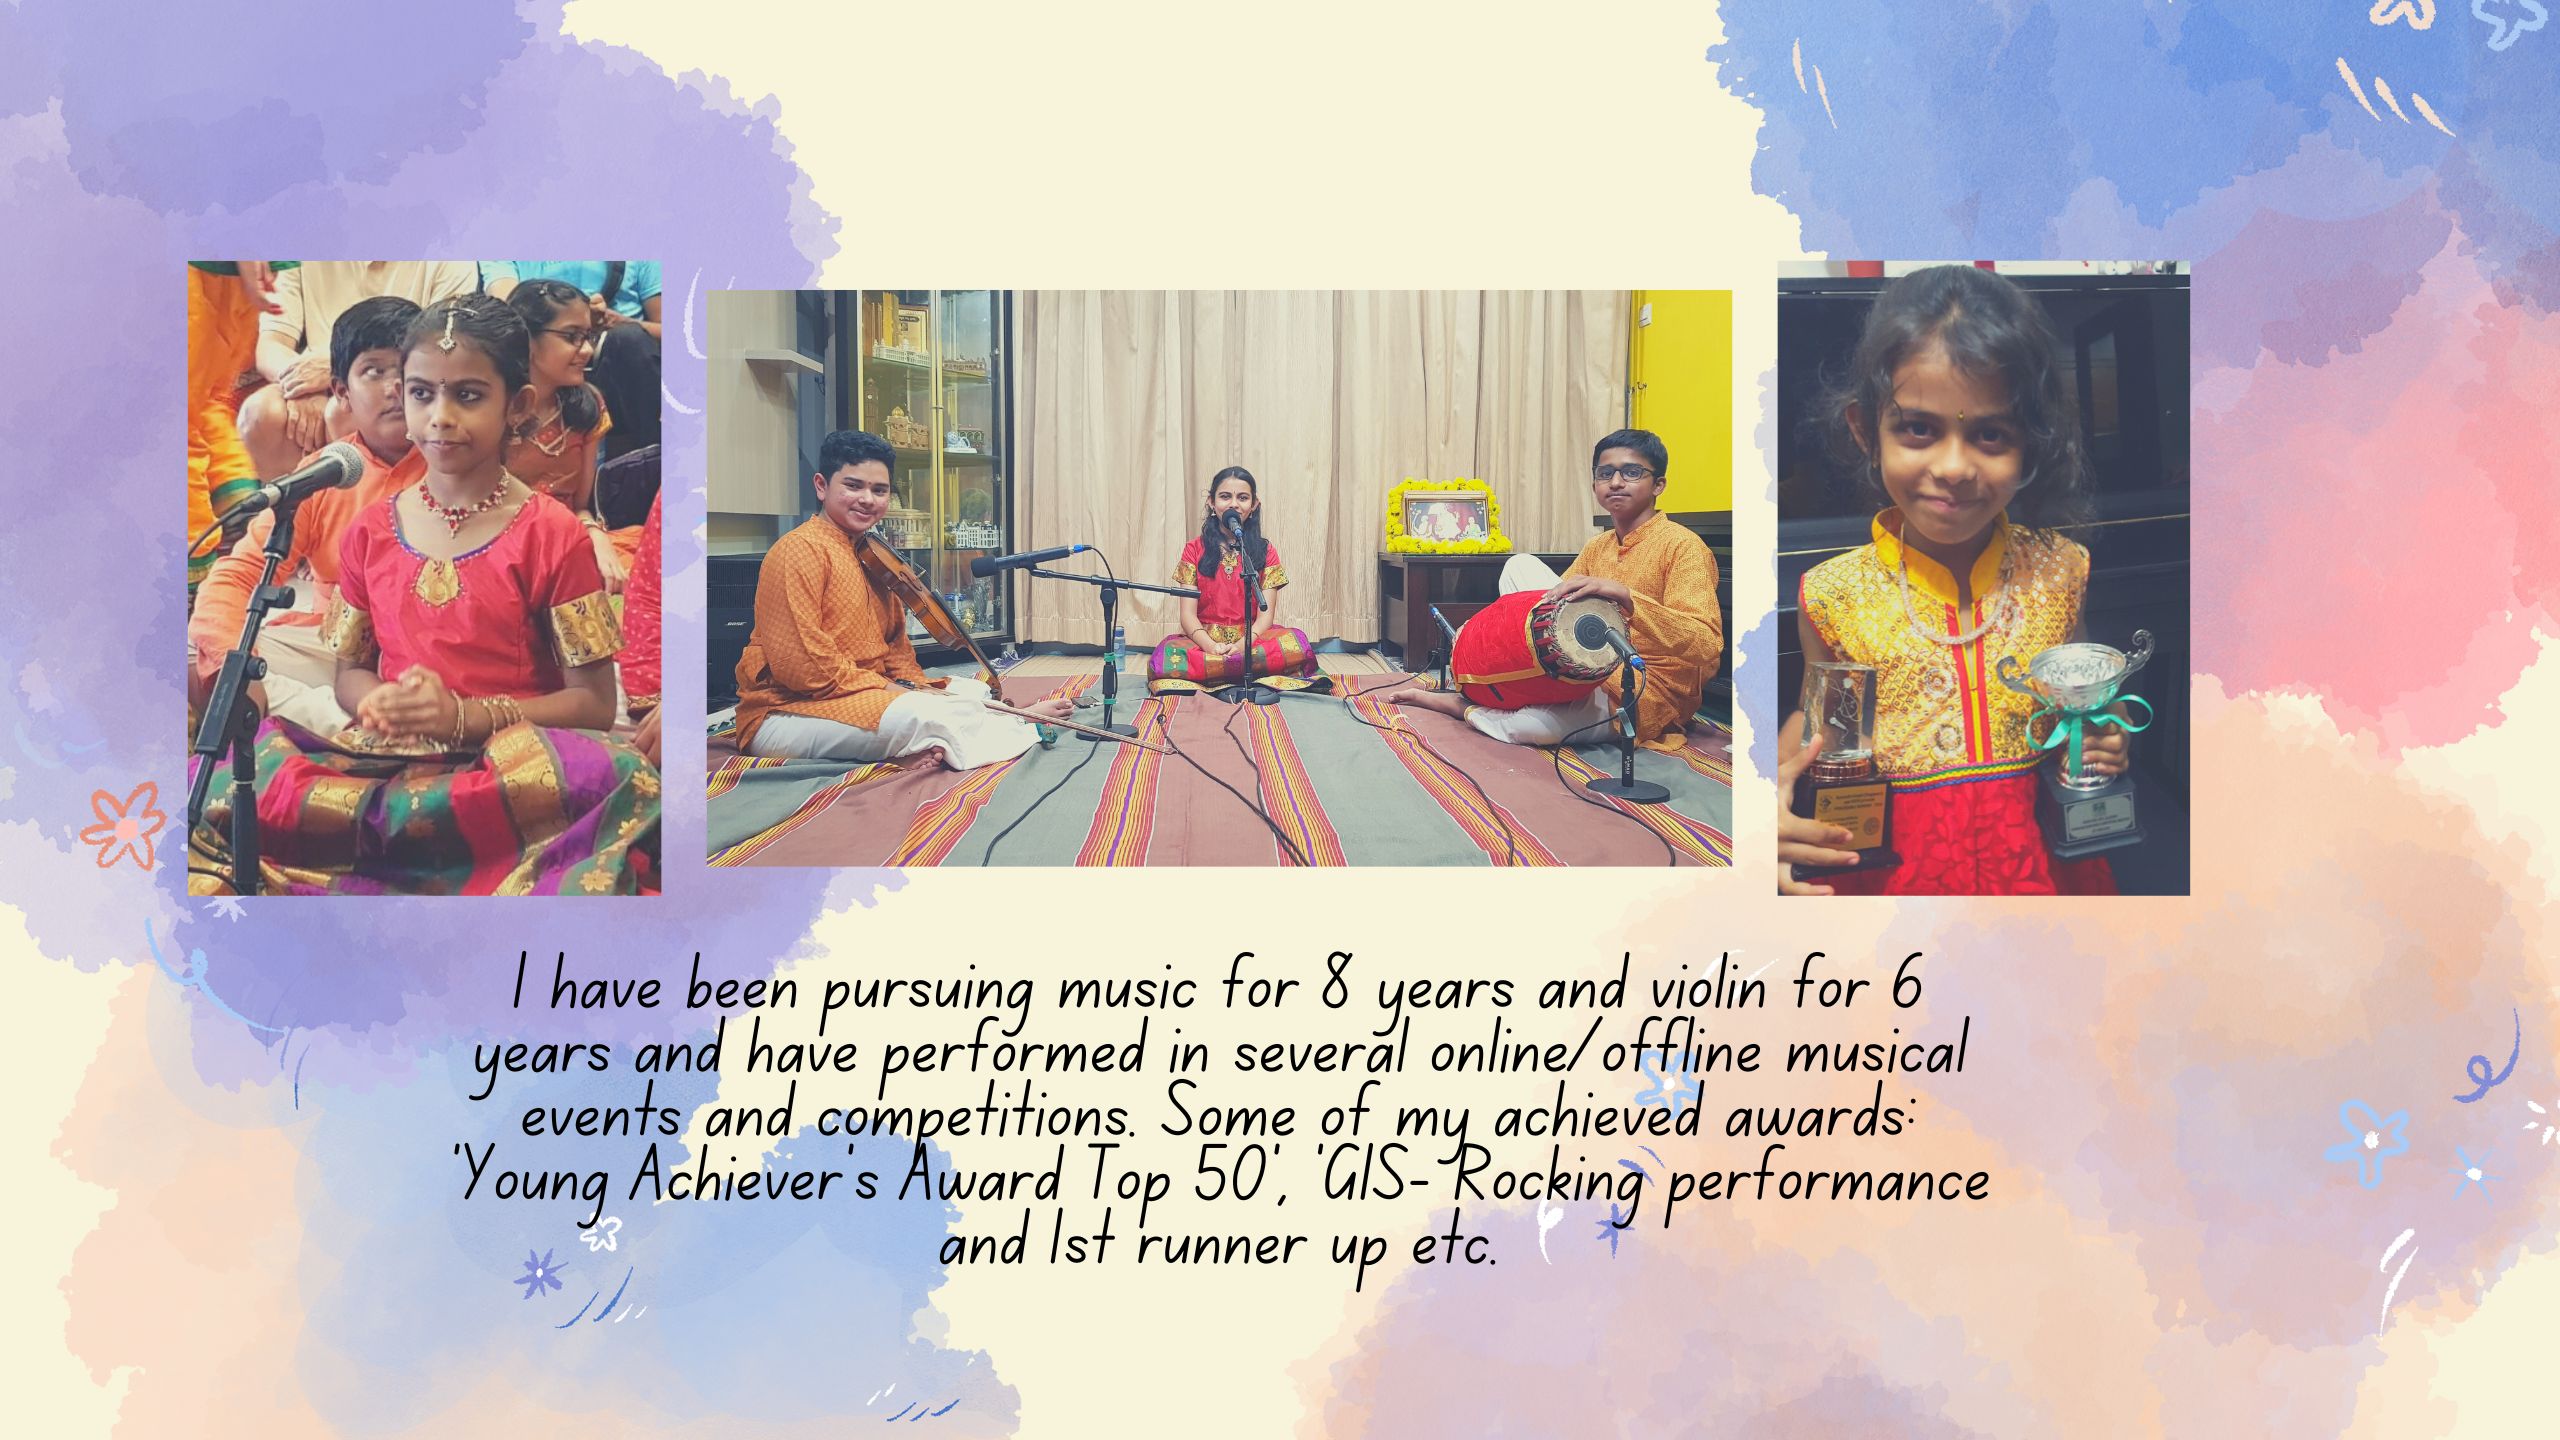 I have been pursuing music for 8 years and violin for 6
years and have performed in several online/offline musical
events and competitions. Some of my achieved awards:
'Young Achiever's Award Top 50', 'GIS- Rocking performance
and 1st runner up etc.
BOSE